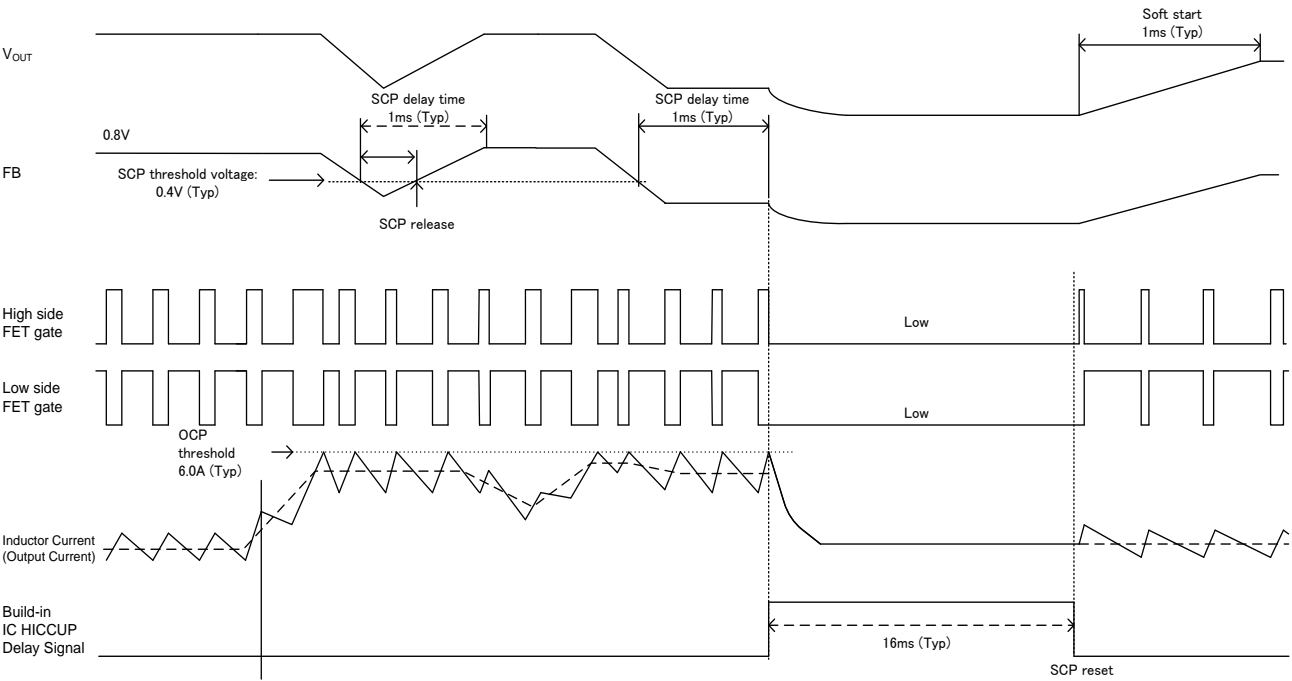 Soft start
1ms (Typ)
VOUT
SCP delay time
1ms (Typ)
SCP delay time
1ms (Typ)
0.8V
FB
SCP threshold voltage:
0.4V (Typ)
SCP release
High side
FET gate
Low
Low side
FET gate
Low
OCP
threshold
6.0A (Typ)
Inductor Current
(Output Current)
Build-in
IC HICCUP
Delay Signal
16ms (Typ)
SCP reset